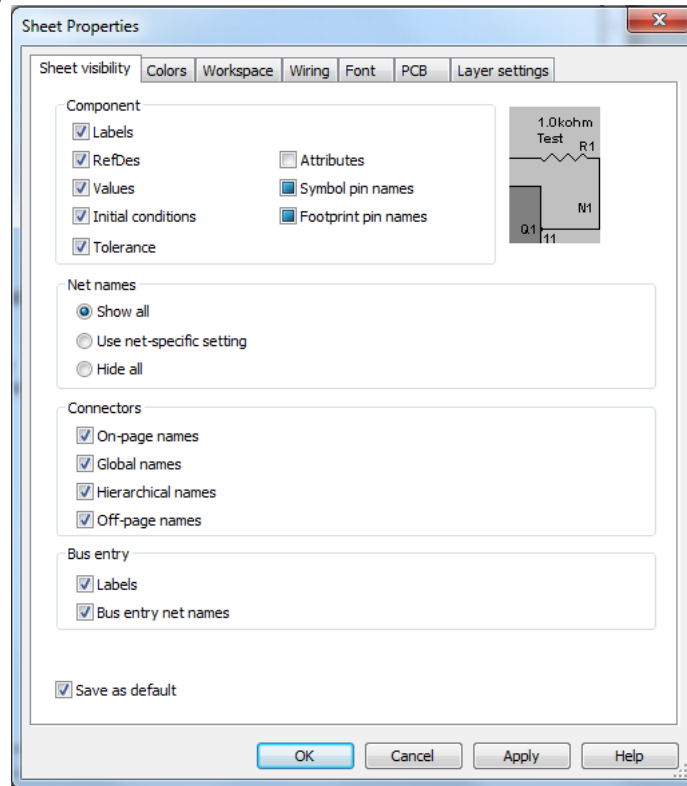 Sheet Properties
Sheet visibility Colors Workspace Wiring Font PCB Layer settings
Component
Labels
RefDes Attributes
Values Symbol pin names
Initial conditions Footprint pin names
Tolerance
1.0kohm
Test
R1
N1
Q1
11
Net names
Show all
Use net-specific setting
Hide all
Connectors
On-page names
Global names
Hierarchical names
Off-page names
Bus entry
Labels
Bus entry net names
Save as default
OK Cancel Apply Help